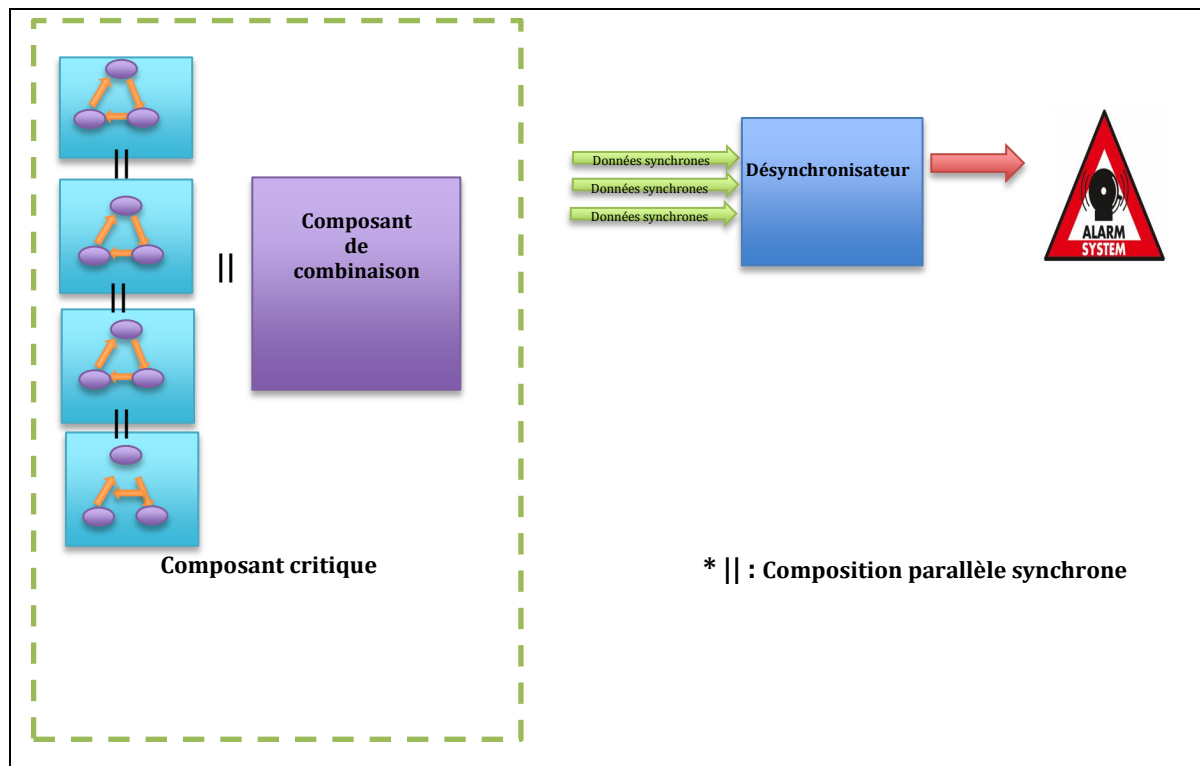 ||
||
||
||
Composant
de
combinaison
Composant critique
Données synchrones
Données synchrones
Données synchrones
Désynchronisateur
ALARM
SYSTEM
* || : Composition parallèle synchrone